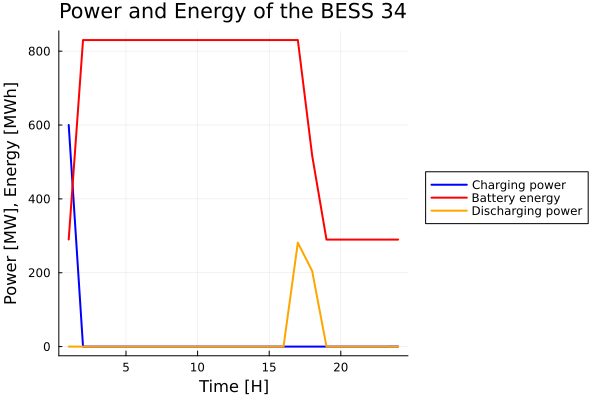 Power and Energy of the BESS 34
Power [MW], Energy [MWh]
800
600
400
200
0
5
10
15
20
Time [H]
Charging power
Battery energy
Discharging power